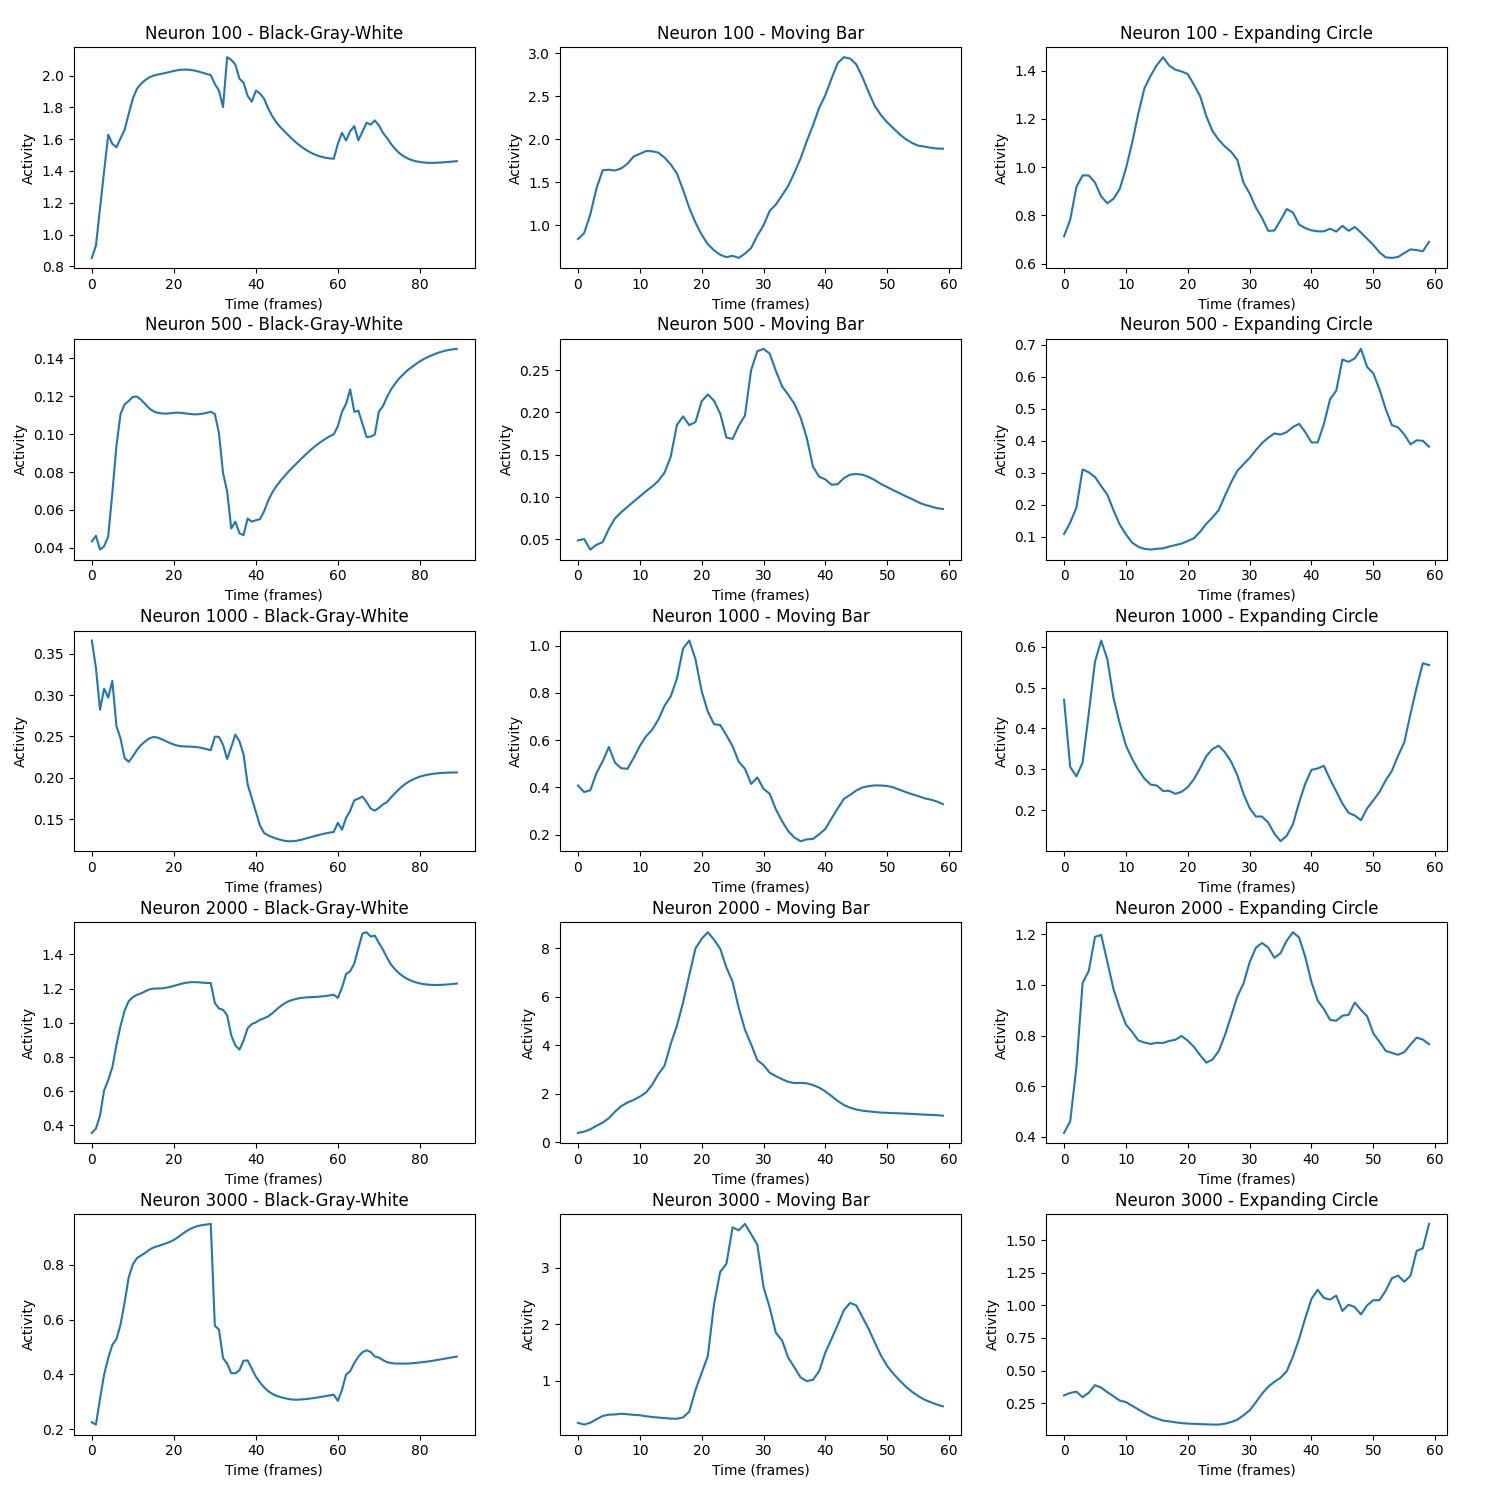 Neuron 100 - Black-Gray-White
Activity
2.0
1.8
1.6
1.4
1.2
1.0
0.8
0 20 40 60 80
Time (frames)
Neuron 100 - Moving Bar
Activity
3.0
2.5
2.0
1.5
1.0
0 10 20 30 40 50 60
Time (frames)
Neuron 100 - Expanding Circle
Activity
1.4
1.2
1.0
0.8
0.6
0 10 20 30 40 50 60
Time (frames)
Neuron 500 - Black-Gray-White
Activity
0.14
0.12
0.10
0.08
0.06
0.04
0 20 40 60 80
Time (frames)
Neuron 500 - Moving Bar
Activity
0.25
0.20
0.15
0.10
0.05
0 10 20 30 40 50 60
Time (frames)
Neuron 500 - Expanding Circle
Activity
0.7
0.6
0.5
0.4
0.3
0.2
0.1
0 10 20 30 40 50 60
Time (frames)
Neuron 1000 - Black-Gray-White
Activity
0.35
0.30
0.25
0.20
0.15
0 20 40 60 80
Time (frames)
Neuron 1000 - Moving Bar
Activity
1.0
0.8
0.6
0.4
0.2
0 10 20 30 40 50 60
Time (frames)
Neuron 1000 - Expanding Circle
Activity
0.6
0.5
0.4
0.3
0.2
0 10 20 30 40 50 60
Time (frames)
Neuron 2000 - Black-Gray-White
Activity
1.4
1.2
1.0
0.8
0.6
0.4
0 20 40 60 80
Time (frames)
Neuron 2000 - Moving Bar
Activity
8
6
4
2
0
0 10 20 30 40 50 60
Time (frames)
Neuron 2000 - Expanding Circle
Activity
1.2
1.0
0.8
0.6
0.4
0 10 20 30 40 50 60
Time (frames)
Neuron 3000 - Black-Gray-White
Activity
0.8
0.6
0.4
0.2
0 20 40 60 80
Time (frames)
Neuron 3000 - Moving Bar
Activity
3
2
1
0 10 20 30 40 50 60
Time (frames)
Neuron 3000 - Expanding Circle
Activity
1.50
1.25
1.00
0.75
0.50
0.25
0 10 20 30 40 50 60
Time (frames)